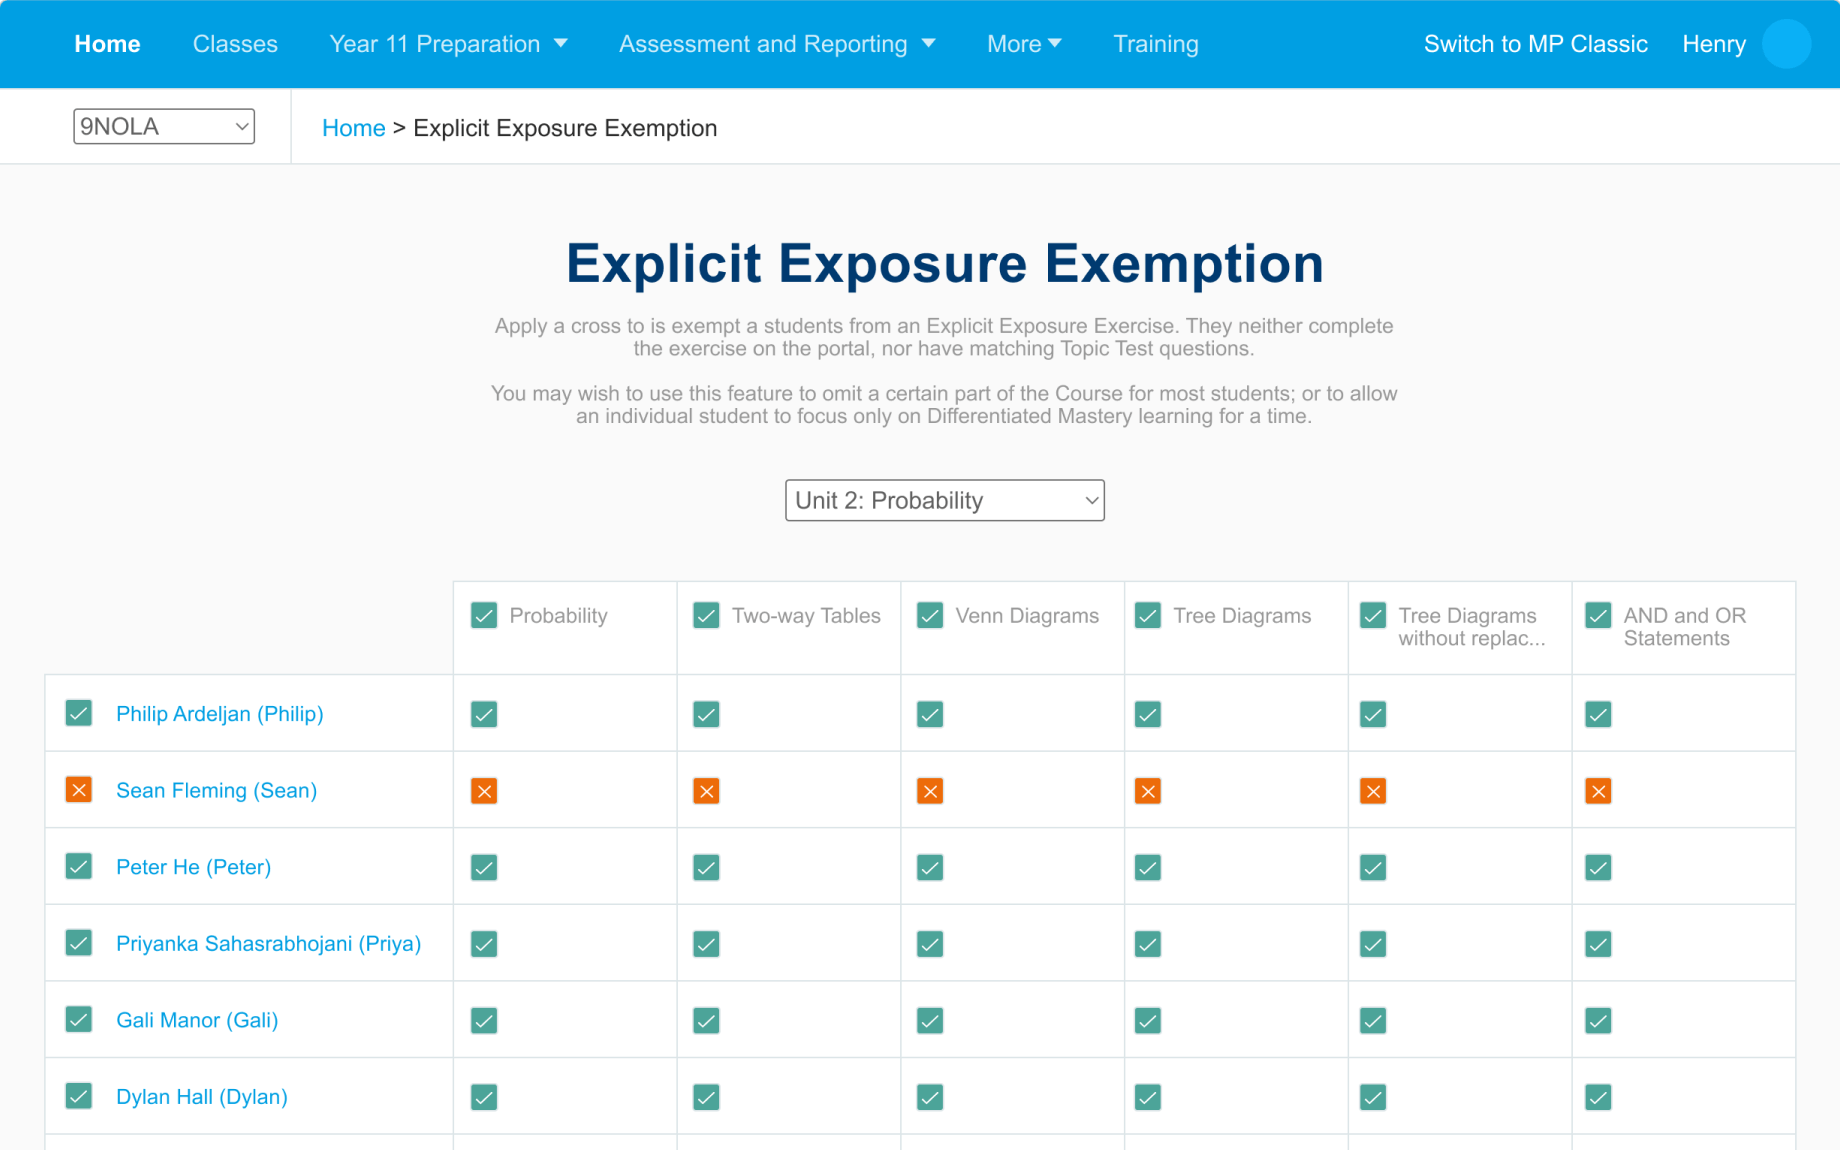 Home Classes Year 11 Preparation Assessment and Reporting More Training Switch to MP Classic Henry
9NOLA Home > Explicit Exposure Exemption
Explicit Exposure Exemption
Apply a cross to is exempt a students from an Explicit Exposure Exercise. They neither complete
the exercise on the portal, nor have matching Topic Test questions.
You may wish to use this feature to omit a certain part of the Course for most students; or to allow
an individual student to focus only on Differentiated Mastery learning for a time.
Unit 2: Probability
Probability Two-way Tables Venn Diagrams Tree Diagrams Tree Diagrams AND and OR
without replac... Statements
Philip Ardeljan (Philip)
Sean Fleming (Sean)
Peter He (Peter)
Priyanka Sahasrabhojani (Priya)
Gali Manor (Gali)
Dylan Hall (Dylan)